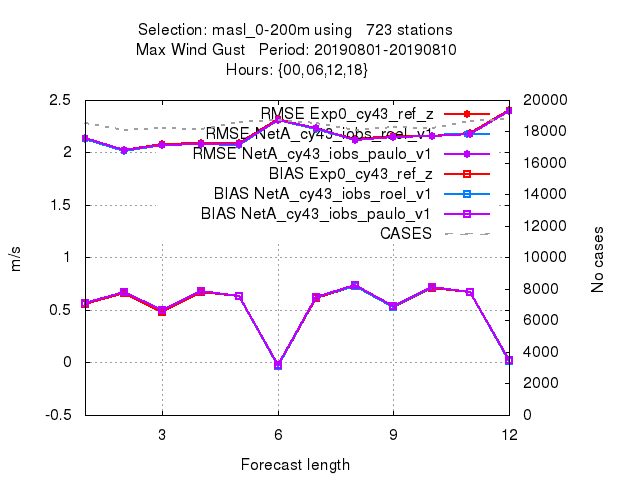 Selection: masl_0-200m using   723 stations
Max Wind Gust   Period: 20190801-20190810
Hours: {00,06,12,18}
2.5
2
1.5
1
0.5
0
-0.5
20000
18000
16000
14000
12000
10000
8000
6000
4000
2000
0
m/s
No cases
RMSE Exp0_cy43_ref_z
RMSE NetA_cy43_iobs_roel_v1
RMSE NetA_cy43_iobs_paulo_v1
BIAS Exp0_cy43_ref_z
BIAS NetA_cy43_iobs_roel_v1
BIAS NetA_cy43_iobs_paulo_v1
CASES
3
6
9
12
Forecast length